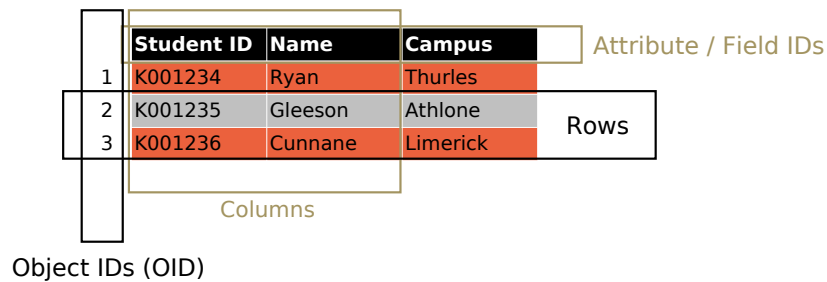 Student ID Name Campus Attribute / Field IDs
1 K001234 Ryan Thurles
2 K001235 Gleeson Athlone
Rows
3 K001236 Cunnane Limerick
Columns
Object IDs (OID)